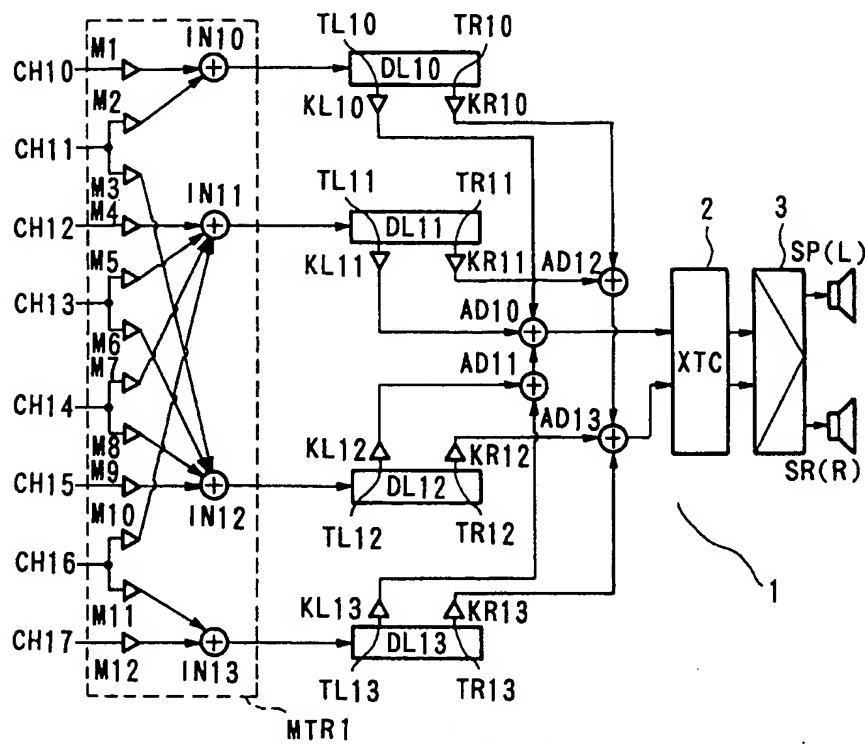 TL10 TR10
M1 IN10
CH10 DL10
M2 KL10 KR10
CH11
M3 IN11 TL11 TR11
CH12 M4 DL11 2 3 SP(L)
M5 KL11 KR11 AD12
CH13 AD10
M6 XTC
M7 AD11
CH14
M8 KL12 KR12 AD13
CH15 M9 DL12 SR(R)
M10 IN12
CH16 TL12 TR12
KL13 KR13 1
M11
CH17 DL13
M12 IN13
TL13 TR13
MTR1